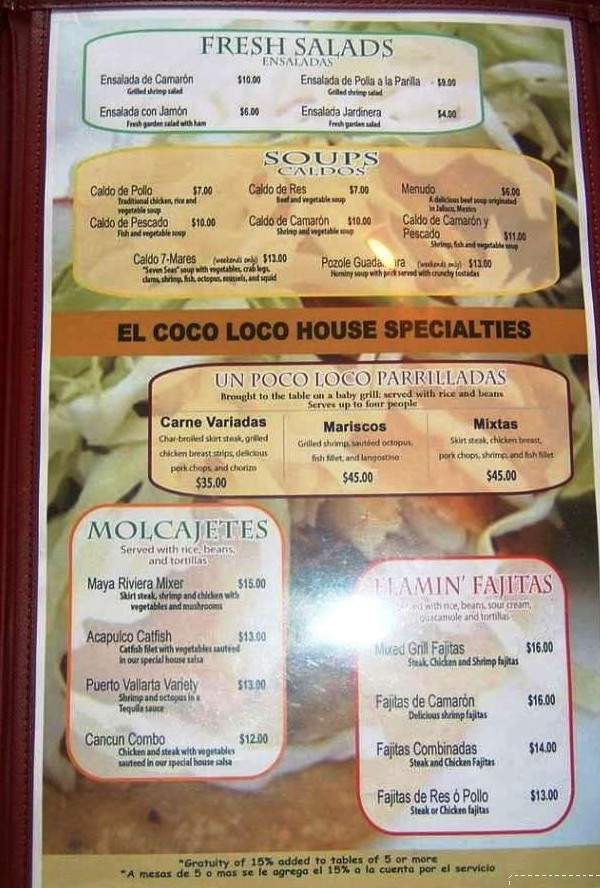 FRESH SALADS
ENSALADAS
Ensalada de Camarón $10.00
Grilled shrimp salad
Ensalada de Polla a la Parilla $9.00
Grilled shrimp salad
Ensalada con Jamón $6.00
Fresh garden salad with ham
Ensalada Jardinera $4.00
Fresh garden salad
SOUPS
CALDOS
Caldo de Pollo $7.00
Traditional chicken, rice and
vegetable soup
Caldo de Res $7.00
Beef and vegetable soup
Menudo $6.00
A delicious beef soup originated
in Jalisco, Mexico
Caldo de Pescado $10.00
Fish and vegetable soup
Caldo de Camarón $10.00
Shrimp and vegetable soup
Caldo de Camarón y
Pescado $11.00
Shrimp, fish and vegetable soup
Caldo 7-Mares (weekends only) $13.00
"Seven Seas" soup with vegetables, crab legs,
clams, shrimp, fish, octopus, mussels, and squid
Pozole (weekends only) $13.00
Hominy soup with pork served with crunchy tostadas
EL COCO LOCO HOUSE SPECIALTIES
UN POCO LOCO PARRILLADAS
Brought to the table on a baby grill; served with rice and beans
Serves up to four people
Carne Variadas
Char-broiled skirt steak, grilled
chicken breast strips, delicious
pork chops, and chorizo
$35.00
Mariscos
Grilled shrimp, sautéed octopus,
fish fillet, and langostino
$45.00
Mixtas
Skirt steak, chicken breast,
pork chops, shrimp, and fish fillet
$45.00
MOLCAJETES
Served with rice, beans,
and tortillas
Maya Riviera Mixer $15.00
Skirt steak, shrimp and chicken with
vegetables and mushrooms
Acapulco Catfish $13.00
Catfish filet with vegetables sautéed
in our special house salsa
Puerto Vallarta Variety $13.00
Shrimp and octopus in a
Tequila sauce
Cancun Combo $12.00
Chicken and steak with vegetables
sauteed in our special house salsa
FLAMIN' FAJITAS
with rice, beans, sour cream,
guacamole and tortillas
Mixed Grill Fajitas $16.00
Steak, Chicken and Shrimp fajitas
Fajitas de Camarón $16.00
Delicious shrimp fajitas
Fajitas Combinadas $14.00
Steak and Chicken Fajitas
Fajitas de Res ó Pollo $13.00
Steak or Chicken fajitas
*Gratuity of 15% added to tables of 5 or more
*A mesas de 5 o mas se le agrega el 15% a la cuenta por el servicio